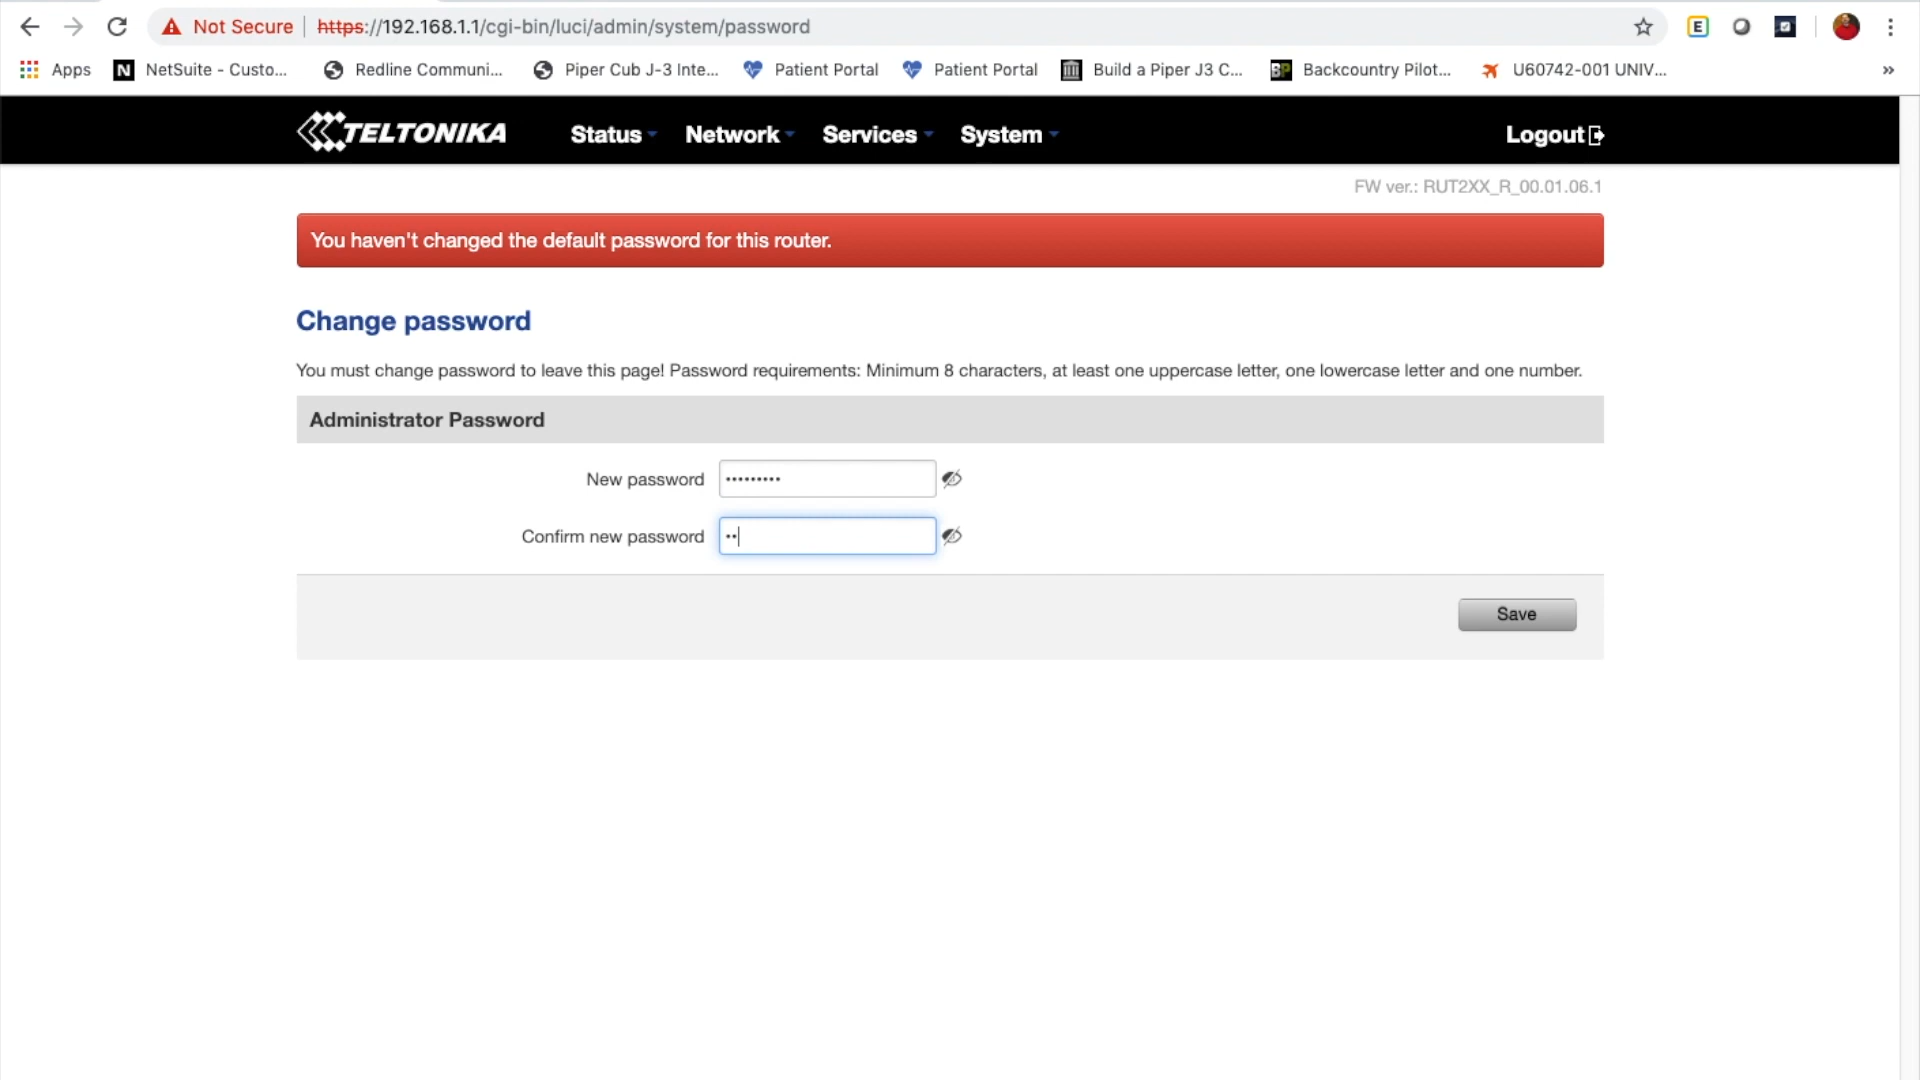 Not Secure https://192.168.1.1/cgi-bin/luci/admin/system/password E
Apps N NetSuite - Custo... Redline Communi... Piper Cub J-3 Inte... Patient Portal Patient Portal Build a Piper J3 C... BP Backcountry Pilot... U60742-001 UNIV... »
TELTONIKA Status Network Services System Logout
FW ver.: RUT2XX_R_00.01.06.1
You haven't changed the default password for this router.
Change password
You must change password to leave this page! Password requirements: Minimum 8 characters, at least one uppercase letter, one lowercase letter and one number.
Administrator Password
New password •••••••••
Confirm new password ••
Save